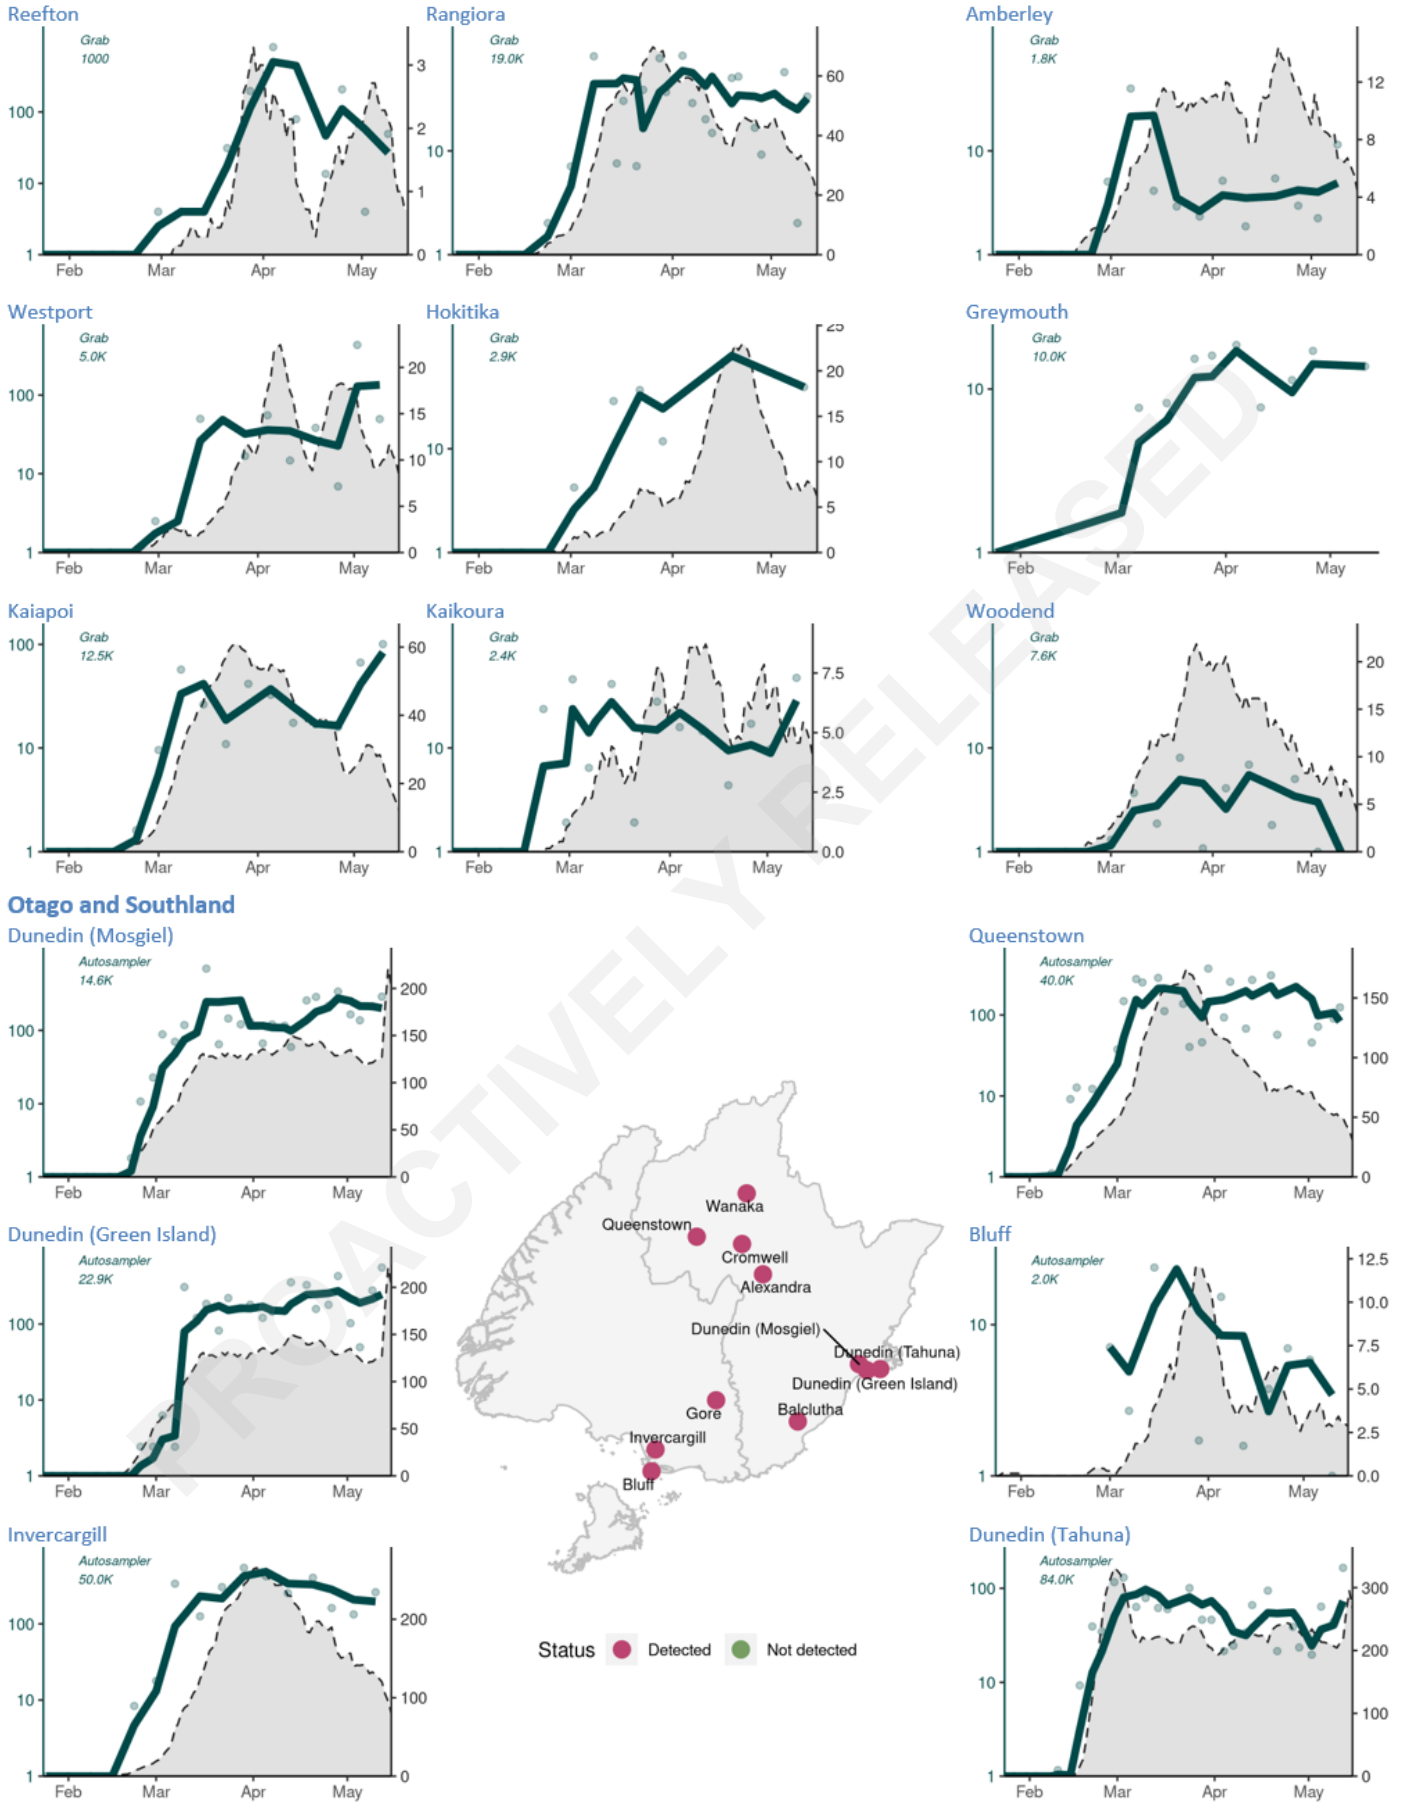 Reefton
Grab
1000
100
10
1
3
2
1
0
Feb
Mar
Apr
May
Rangiora
Grab
19.0K
10
1
60
40
20
0
Feb
Mar
Apr
May
Amberley
Grab
1.8K
10
1
12
8
4
0
Feb
Mar
Apr
May
Westport
Grab
5.0K
100
10
1
20
15
10
5
0
Feb
Mar
Apr
May
Hokitika
Grab
2.9K
10
1
25
20
15
10
5
0
Feb
Mar
Apr
May
Greymouth
Grab
10.0K
10
1
Feb
Mar
Apr
May
Kaiapoi
Grab
12.5K
100
10
1
60
40
20
0
Feb
Mar
Apr
May
Kaikoura
Grab
2.4K
10
1
7.5
5.0
2.5
0.0
Feb
Mar
Apr
May
Woodend
Grab
7.6K
10
1
20
15
10
5
0
Feb
Mar
Apr
May
Otago and Southland
Dunedin (Mosgiel)
Autosampler
14.6K
100
10
1
200
150
100
50
0
Feb
Mar
Apr
May
Queenstown
Autosampler
40.0K
100
10
1
150
100
50
0
Feb
Mar
Apr
May
Dunedin (Green Island)
Autosampler
22.9K
100
10
1
200
150
100
50
0
Feb
Mar
Apr
May
Wanaka
Queenstown
Cromwell
Alexandra
Dunedin (Mosgiel)
Dunedin (Tahuna)
Dunedin (Green Island)
Gore
Balclutha
Invercargill
Bluff
Status
Detected
Not detected
Bluff
Autosampler
2.0K
10
1
12.5
10.0
7.5
5.0
2.5
0.0
Feb
Mar
Apr
May
Invercargill
Autosampler
50.0K
100
10
1
200
100
0
Feb
Mar
Apr
May
Dunedin (Tahuna)
Autosampler
84.0K
100
10
1
300
200
100
0
Feb
Mar
Apr
May
PROACTIVELY RELEASED